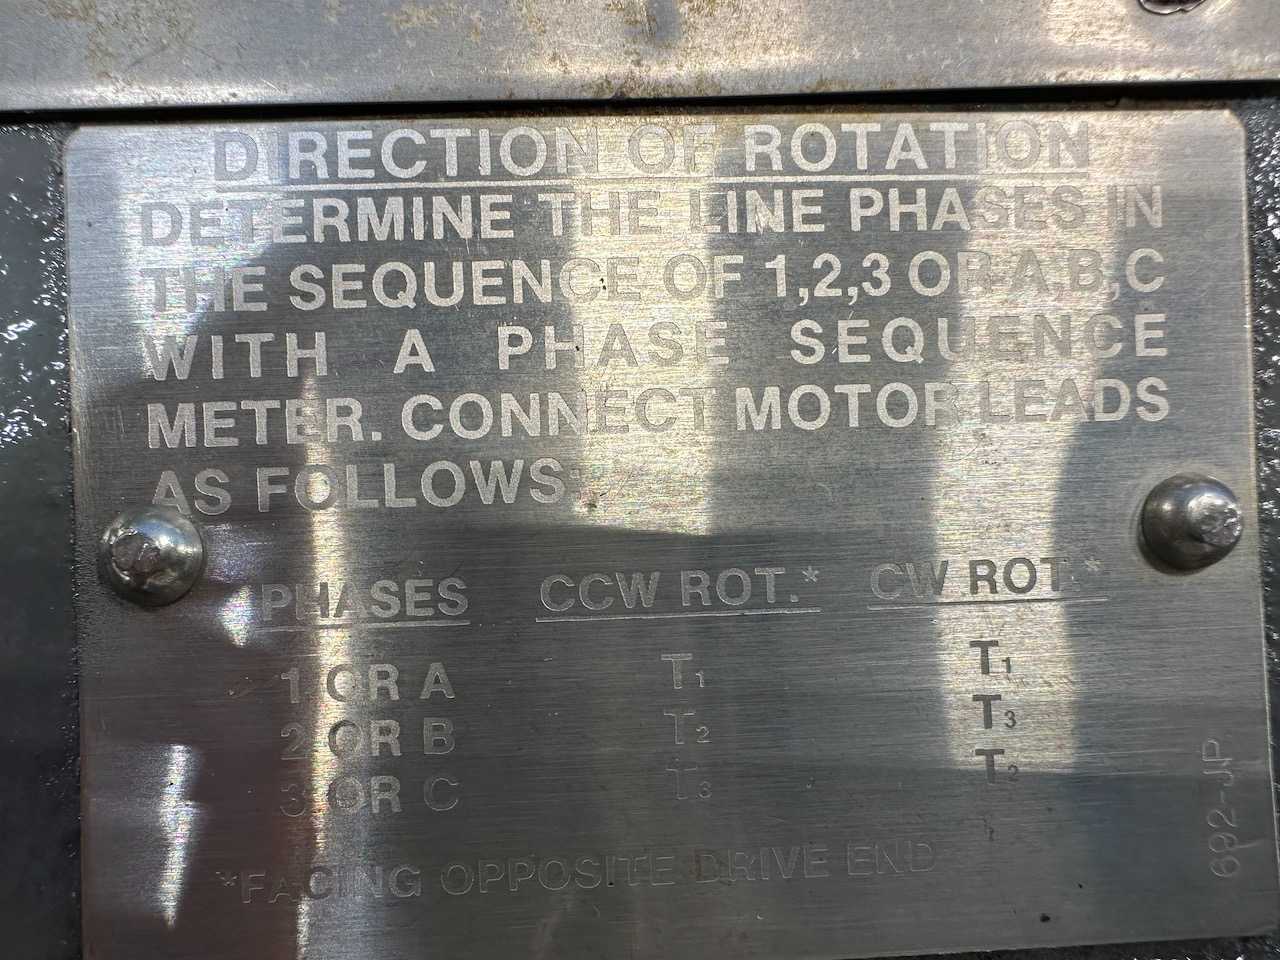 DIRECTION OF ROTATION
DETERMINE THE LINE PHASES IN
THE SEQUENCE OF 1,2,3 OR A,B,C
WITH A PHASE SEQUENCE
METER. CONNECT MOTOR LEADS
AS FOLLOWS:
PHASES CCW ROT.* CW ROT.*
1 OR A T₁ T₁
2 OR B T₂ T₃
3 OR C T₃ T₂
*FACING OPPOSITE DRIVE END
692-JP